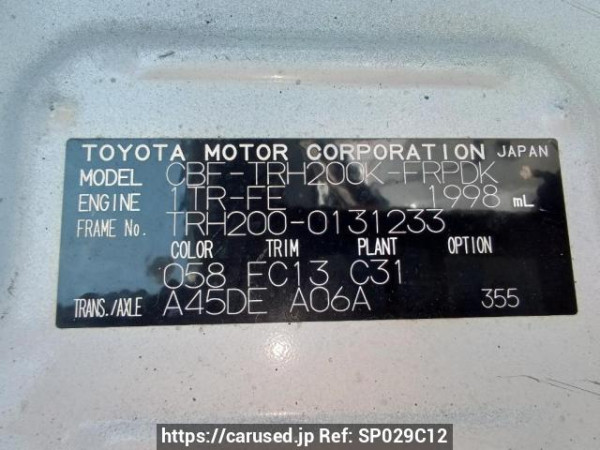 TOYOTA MOTOR CORPORATION JAPAN
MODEL CBF-TRH200K-FRPDK
ENGINE 1TR-FE 1998 mL
FRAME No. TRH200-0131233
COLOR TRIM PLANT OPTION
058 FC13 C31
TRANS./AXLE A45DE A06A 355
https://carused.jp Ref: SP029C12